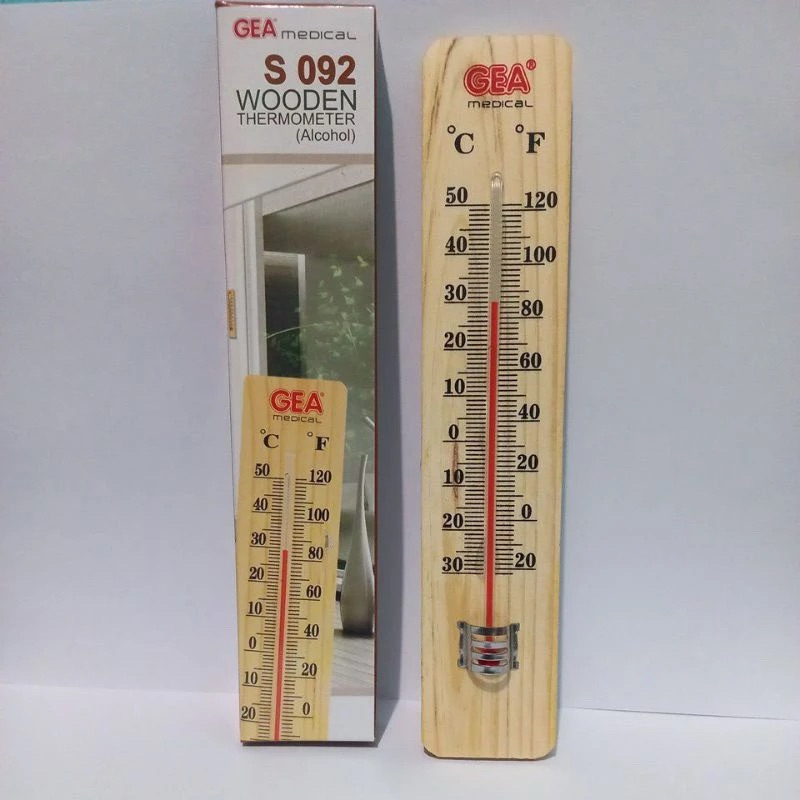 GEA medical
S 092
WOODEN
THERMOMETER
(Alcohol)
GEA
medical
°C °F
50 120
40 100
30 80
20 60
10 40
0 20
10 0
20
GEA®
medical
°C °F
50 120
40 100
30 80
20 60
10 40
0 20
10 0
20 20
30